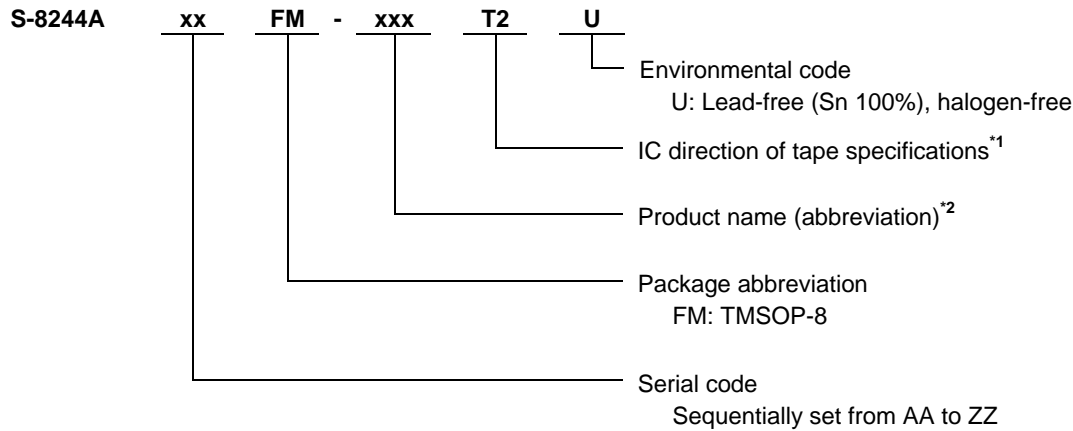 S-8244A xx FM - xxx T2 U
Environmental code
U: Lead-free (Sn 100%), halogen-free
IC direction of tape specifications*1
Product name (abbreviation)*2
Package abbreviation
FM: TMSOP-8
Serial code
Sequentially set from AA to ZZ